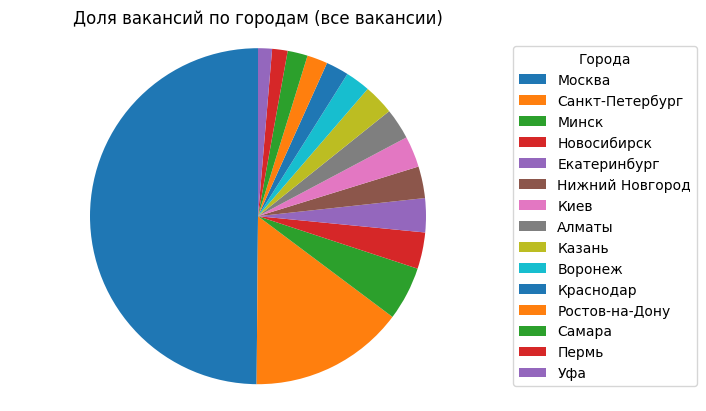 Доля вакансий по городам (все вакансии)
Города
Москва
Санкт-Петербург
Минск
Новосибирск
Екатеринбург
Нижний Новгород
Киев
Алматы
Казань
Воронеж
Краснодар
Ростов-на-Дону
Самара
Пермь
Уфа